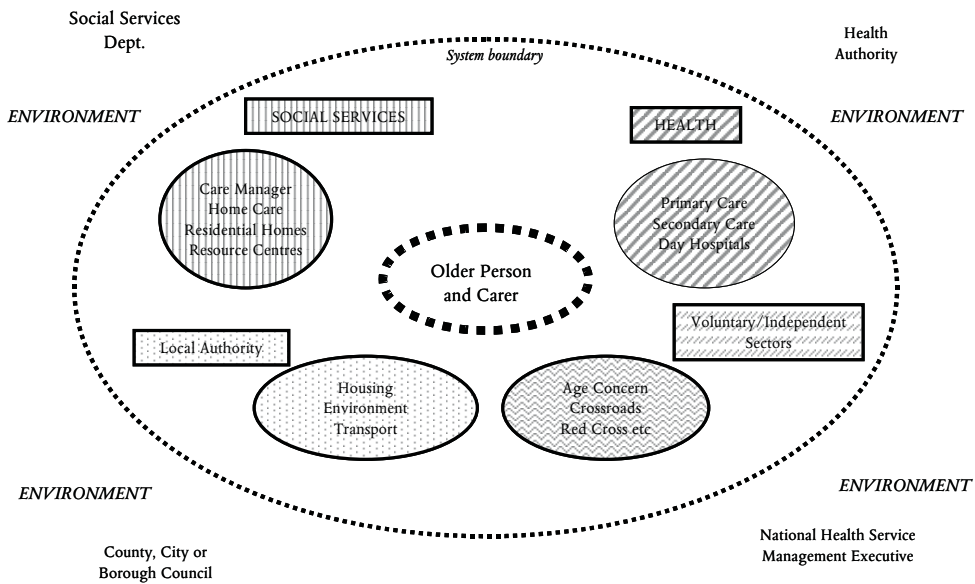 Social Services
Dept.
Health
Authority
System boundary
ENVIRONMENT
ENVIRONMENT
SOCIAL SERVICES
HEALTH
Care Manager
Home Care
Residential Homes
Resource Centres
Primary Care
Secondary Care
Day Hospitals
Older Person
and Carer
Local Authority
Voluntary/Independent
Sectors
Housing
Environment
Transport
Age Concern
Crossroads
Red Cross etc
ENVIRONMENT
ENVIRONMENT
County, City or
Borough Council
National Health Service
Management Executive